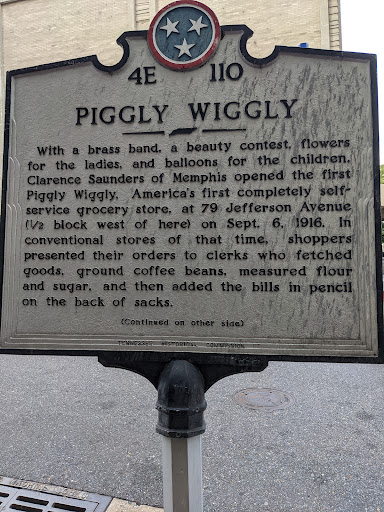 4E 110
PIGGLY WIGGLY
With a brass band, a beauty contest, flowers
for the ladies, and balloons for the children,
Clarence Saunders of Memphis opened the first
Piggly Wiggly, America's first completely self-
service grocery store, at 79 Jefferson Avenue
(1/2 block west of here) on Sept. 6, 1916. In
conventional stores of that time, shoppers
presented their orders to clerks who fetched
goods, ground coffee beans, measured flour
and sugar, and then added the bills in pencil
on the back of sacks.
(Continued on other side)
TENNESSEE HISTORICAL COMMISSION